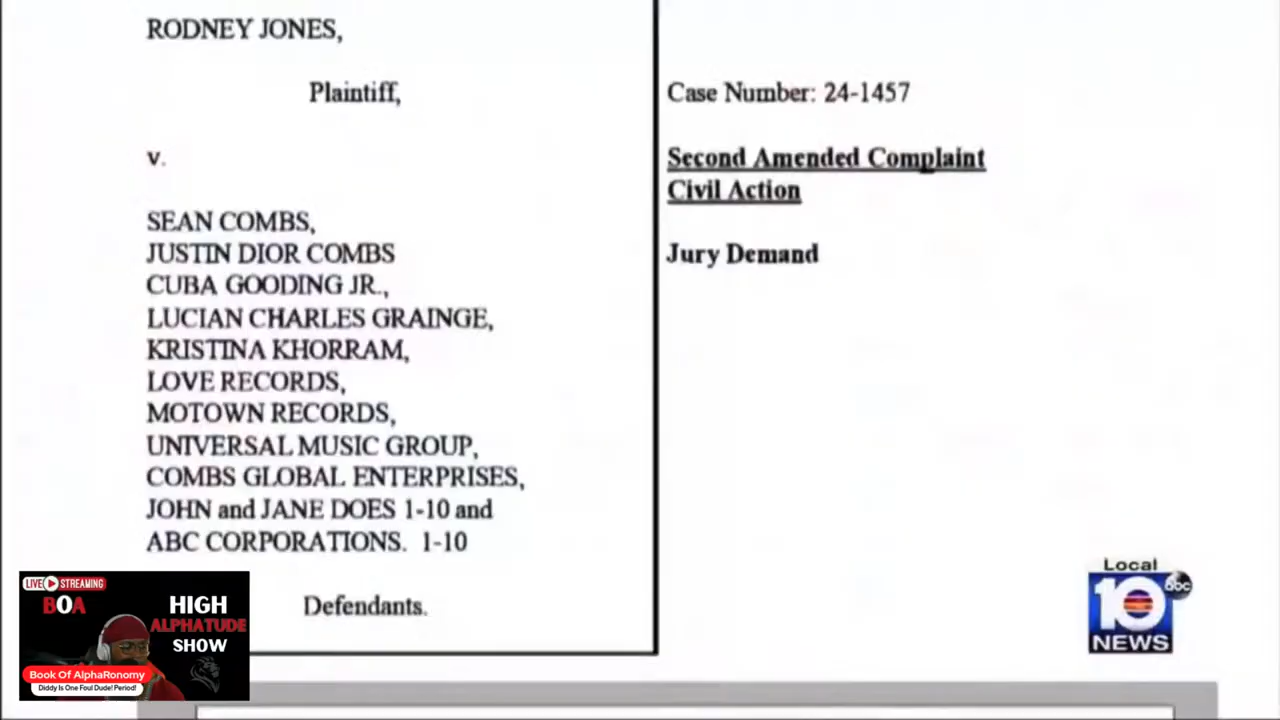 RODNEY JONES,
Plaintiff,
v.
SEAN COMBS,
JUSTIN DIOR COMBS
CUBA GOODING JR.,
LUCIAN CHARLES GRAINGE,
KRISTINA KHORRAM,
LOVE RECORDS,
MOTOWN RECORDS,
UNIVERSAL MUSIC GROUP,
COMBS GLOBAL ENTERPRISES,
JOHN and JANE DOES 1-10 and
ABC CORPORATIONS. 1-10
Defendants.
Case Number: 24-1457
Second Amended Complaint
Civil Action
Jury Demand
LIVE STREAMING
BOA
HIGH
ALPHATUDE
SHOW
Book Of AlphaRonomy
Diddy Is One Foul Dude! Period!
Local
10 abc
NEWS